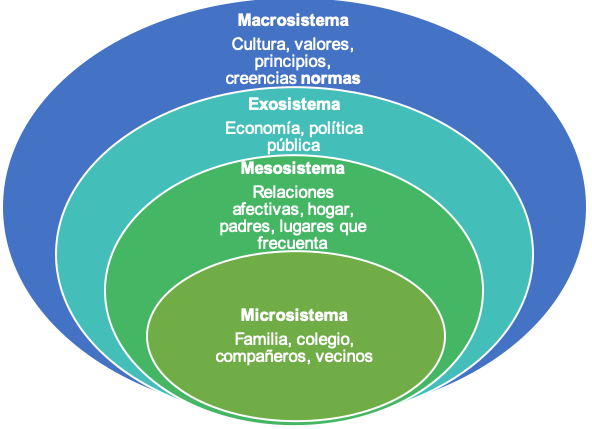 Macrosistema
Cultura, valores,
principios,
creencias normas
Exosistema
Economía, política
pública
Mesosistema
Relaciones
afectivas, hogar,
padres, lugares que
frecuenta
Microsistema
Familia, colegio,
compañeros, vecinos